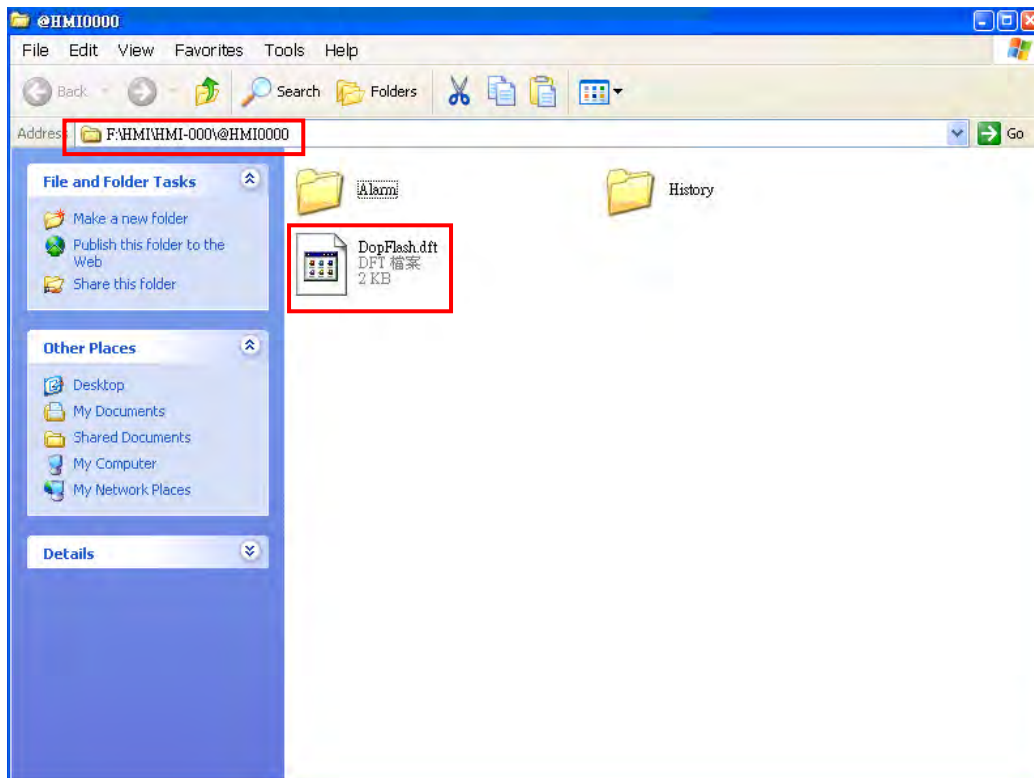 @HMI0000
File Edit View Favorites Tools Help
Back Search Folders
Address F:\HMI\HMI-000\@HMI0000 Go
File and Folder Tasks
Make a new folder
Publish this folder to the
Web
Share this folder
Other Places
Desktop
My Documents
Shared Documents
My Computer
My Network Places
Details
Alarm
History
DopFlash.dft
DFT 檔案
2 KB